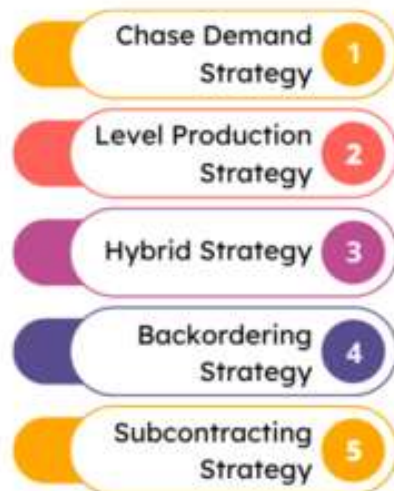 Chase Demand
Strategy
1
Level Production
Strategy
2
Hybrid Strategy
3
Backordering
Strategy
4
Subcontracting
Strategy
5